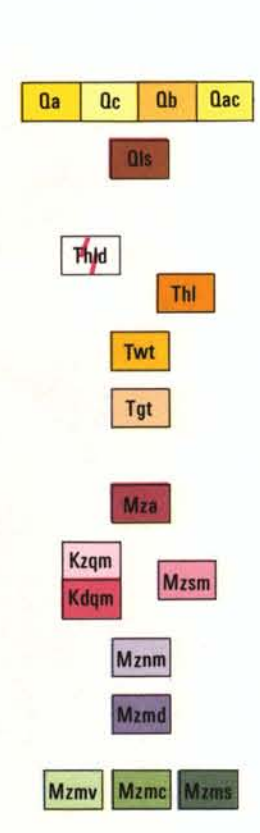 Qa Qc Qb Qac
Qls
Thld
Thl
Twt
Tgt
Mza
Kzqm
Kdqm
Mzsm
Mznm
Mzmd
Mzmv Mzmc Mzms